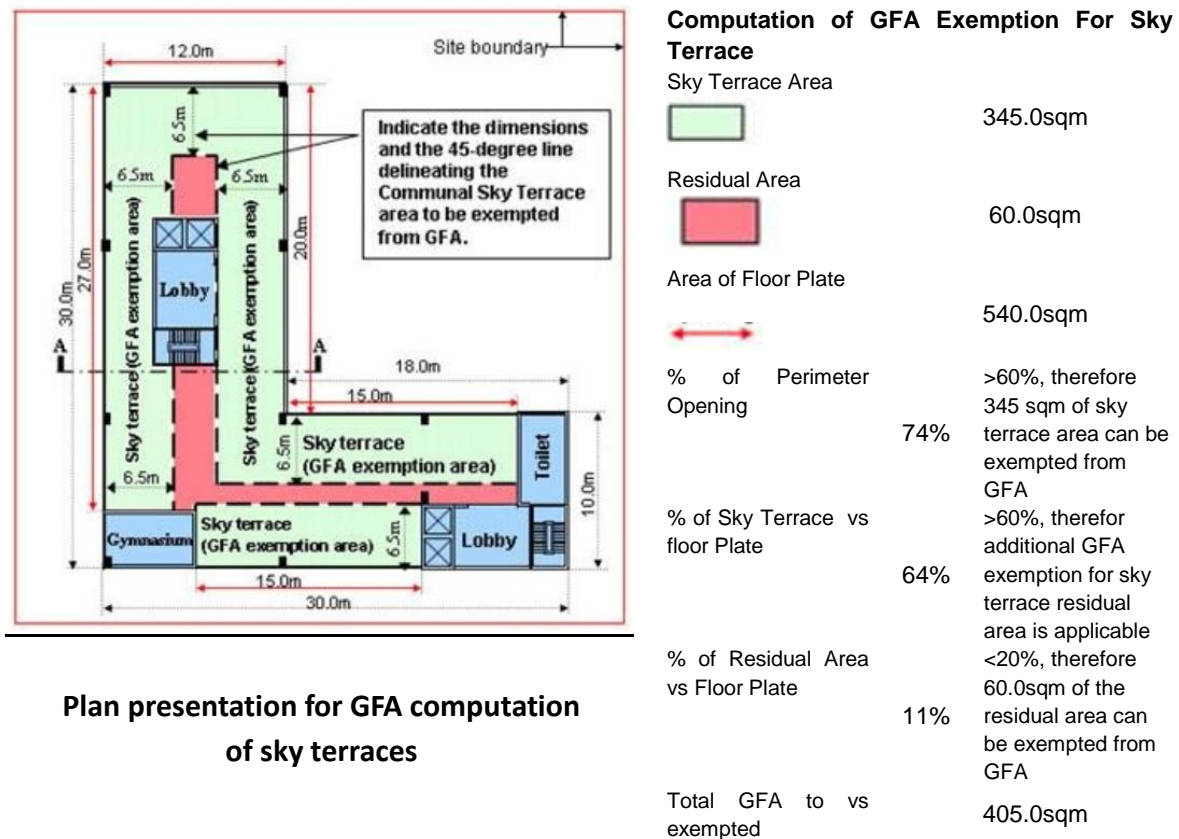 Site boundary
12.0m
6.5m
Indicate the dimensions
and the 45-degree line
delineating the
Communal Sky Terrace
area to be exempted
from GFA.
6.5m
6.5m
30.0m
27.0m
20.0m
Sky terrace (GFA exemption area)
Sky terrace (GFA exemption area)
Lobby
A
A
18.0m
15.0m
6.5m
Sky terrace
(GFA exemption area)
Toilet
10.0m
6.5m
Gymnasium
Sky terrace
(GFA exemption area)
6.5m
Lobby
15.0m
30.0m
Plan presentation for GFA computation
of sky terraces
Computation of GFA Exemption For Sky
Terrace
Sky Terrace Area
345.0sqm
Residual Area
60.0sqm
Area of Floor Plate
540.0sqm
% of Perimeter
Opening
74%
>60%, therefore
345 sqm of sky
terrace area can be
exempted from
GFA
% of Sky Terrace vs
floor Plate
64%
>60%, therefor
additional GFA
exemption for sky
terrace residual
area is applicable
% of Residual Area
vs Floor Plate
11%
<20%, therefore
60.0sqm of the
residual area can
be exempted from
GFA
Total GFA to vs
exempted
405.0sqm